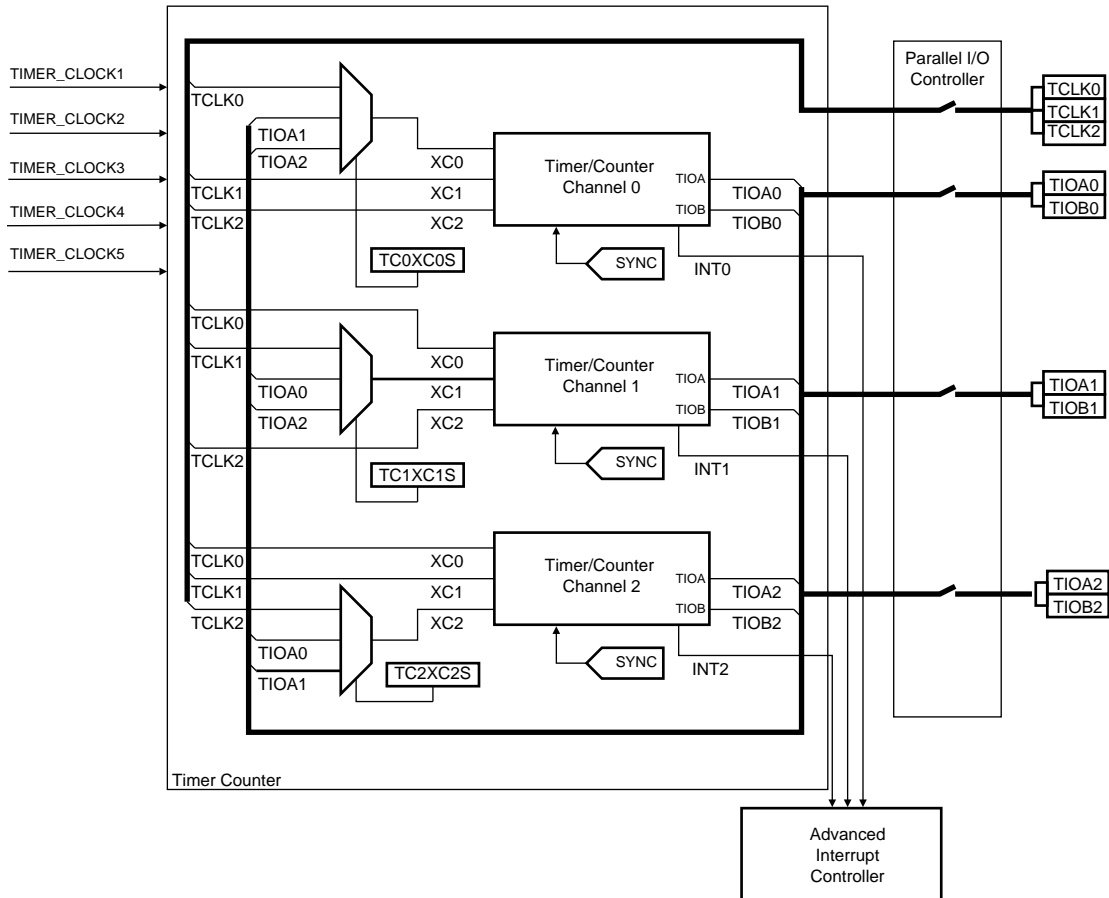 TIMER_CLOCK1
TIMER_CLOCK2
TIMER_CLOCK3
TIMER_CLOCK4
TIMER_CLOCK5
TCLK0
TIOA1
TIOA2
TCLK1
TCLK2
XC0
XC1
XC2
TC0XC0S
Timer/Counter
Channel 0
TIOA
TIOB
TIOA0
TIOB0
SYNC
INT0
TCLK0
TCLK1
TIOA0
TIOA2
TCLK2
XC0
XC1
XC2
TC1XC1S
Timer/Counter
Channel 1
TIOA
TIOB
TIOA1
TIOB1
SYNC
INT1
TCLK0
TCLK1
TCLK2
TIOA0
TIOA1
XC0
XC1
XC2
TC2XC2S
Timer/Counter
Channel 2
TIOA
TIOB
TIOA2
TIOB2
SYNC
INT2
Timer Counter
Parallel I/O
Controller
TCLK0
TCLK1
TCLK2
TIOA0
TIOB0
TIOA1
TIOB1
TIOA2
TIOB2
Advanced
Interrupt
Controller